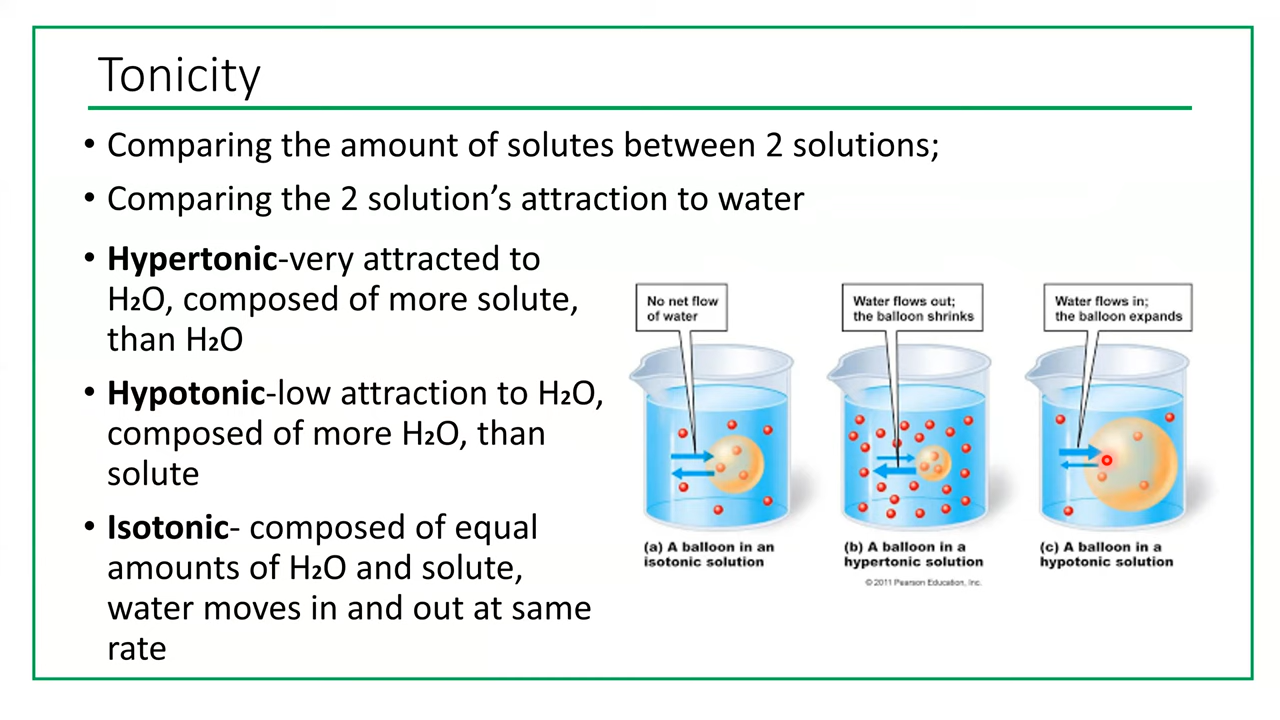 Tonicity
• Comparing the amount of solutes between 2 solutions;
• Comparing the 2 solution’s attraction to water
• Hypertonic-very attracted to
H₂O, composed of more solute,
than H₂O
• Hypotonic-low attraction to H₂O,
composed of more H₂O, than
solute
• Isotonic- composed of equal
amounts of H₂O and solute,
water moves in and out at same
rate
No net flow
of water
Water flows out;
the balloon shrinks
Water flows in;
the balloon expands
(a) A balloon in an
isotonic solution
(b) A balloon in a
hypertonic solution
(c) A balloon in a
hypotonic solution
© 2011 Pearson Education, Inc.